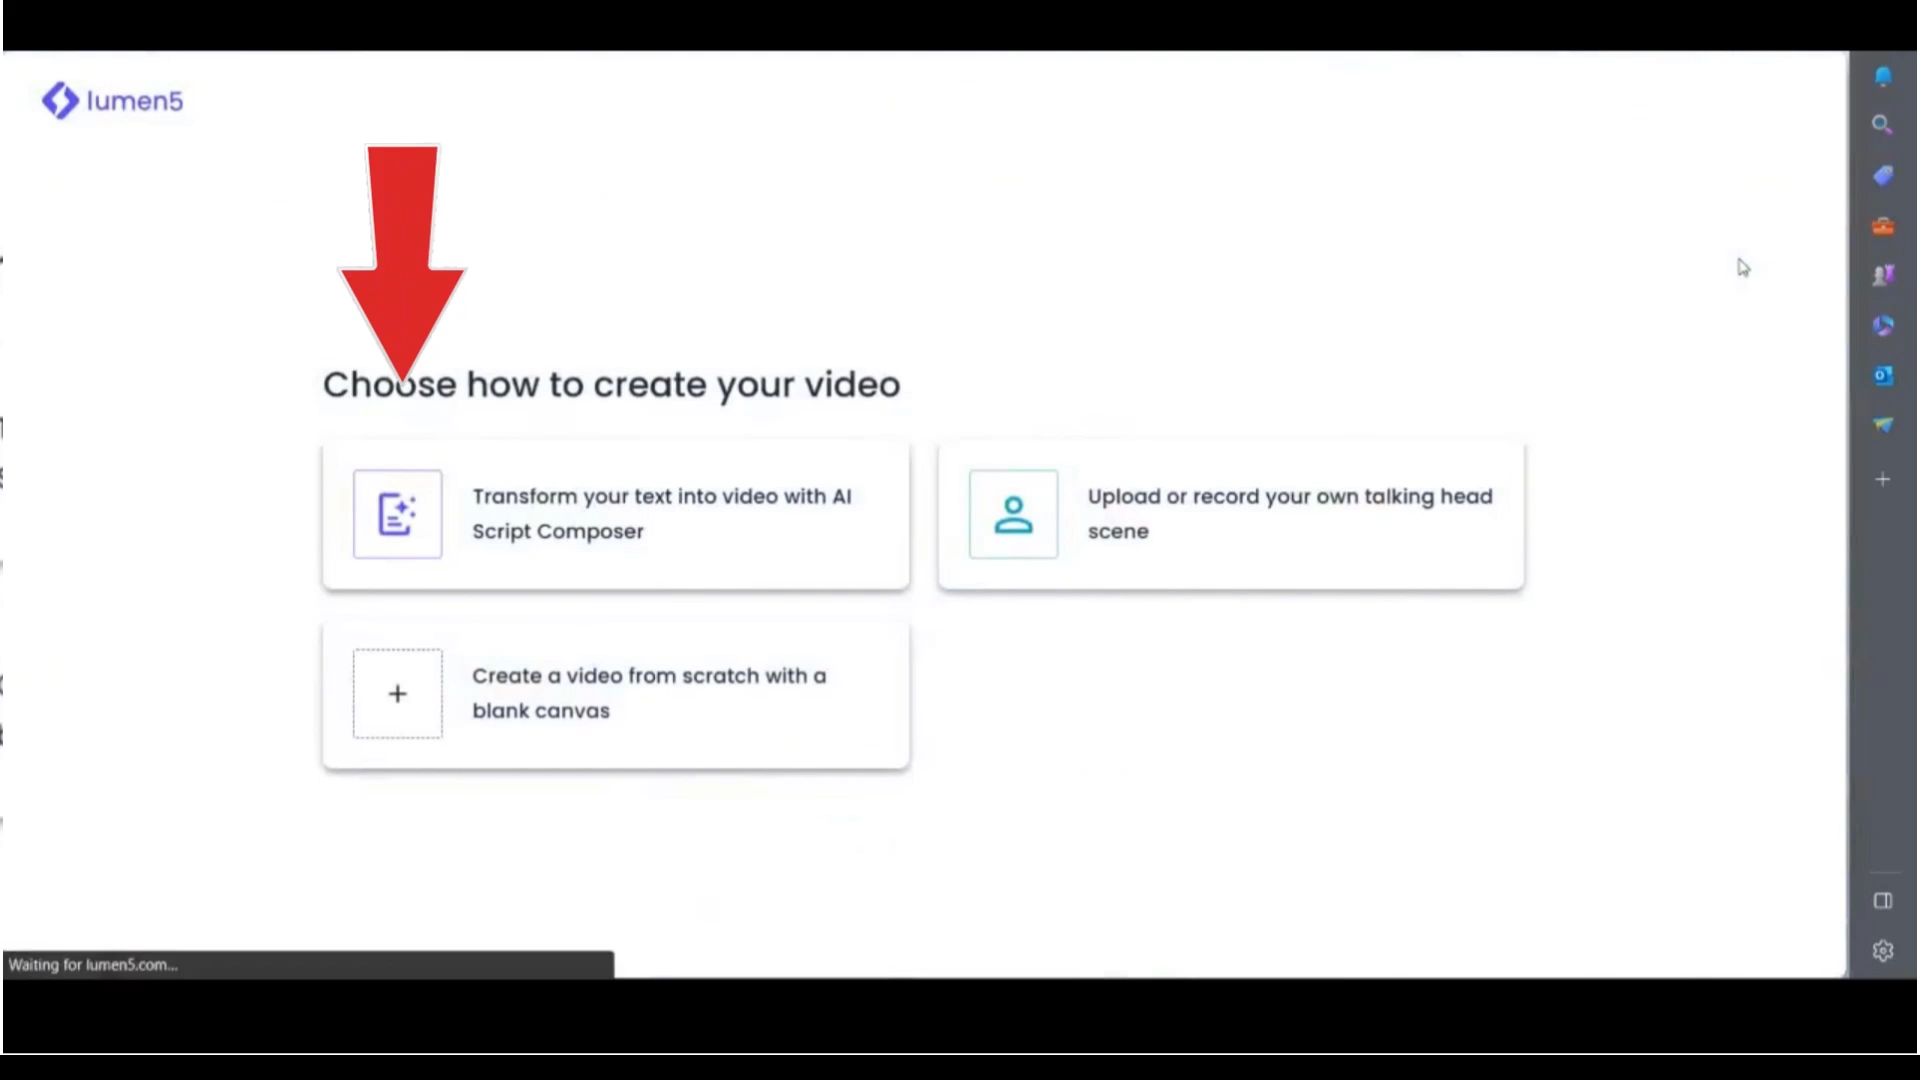 lumen5
Choose how to create your video
Transform your text into video with AI
Script Composer
Upload or record your own talking head
scene
Create a video from scratch with a
blank canvas
Waiting for lumen5.com...